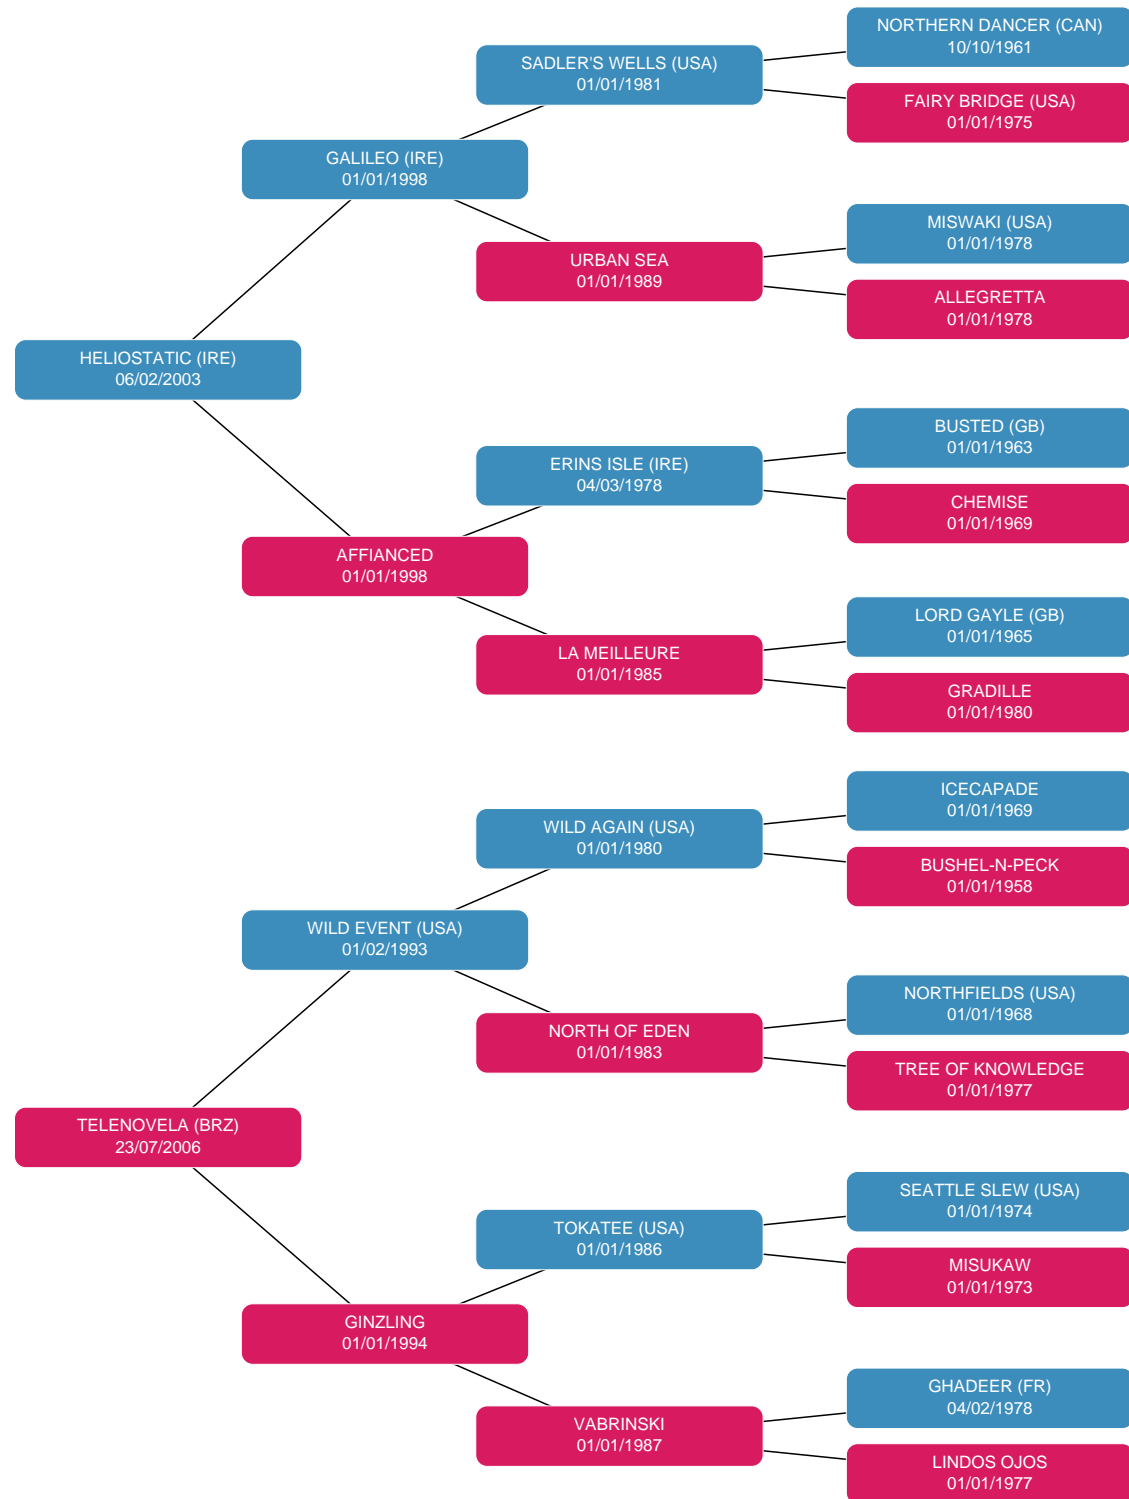 NORTHERN DANCER (CAN)
10/10/1961
SADLER'S WELLS (USA)
01/01/1981
FAIRY BRIDGE (USA)
01/01/1975
GALILEO (IRE)
01/01/1998
MISWAKI (USA)
01/01/1978
URBAN SEA
01/01/1989
ALLEGRETTA
01/01/1978
HELIOSTATIC (IRE)
06/02/2003
BUSTED (GB)
01/01/1963
ERINS ISLE (IRE)
04/03/1978
CHEMISE
01/01/1969
AFFIANCED
01/01/1998
LORD GAYLE (GB)
01/01/1965
LA MEILLEURE
01/01/1985
GRADILLE
01/01/1980
ICECAPADE
01/01/1969
WILD AGAIN (USA)
01/01/1980
BUSHEL-N-PECK
01/01/1958
WILD EVENT (USA)
01/02/1993
NORTHFIELDS (USA)
01/01/1968
NORTH OF EDEN
01/01/1983
TREE OF KNOWLEDGE
01/01/1977
TELENOVELA (BRZ)
23/07/2006
SEATTLE SLEW (USA)
01/01/1974
TOKATEE (USA)
01/01/1986
MISUKAW
01/01/1973
GINZLING
01/01/1994
GHADEER (FR)
04/02/1978
VABRINSKI
01/01/1987
LINDOS OJOS
01/01/1977